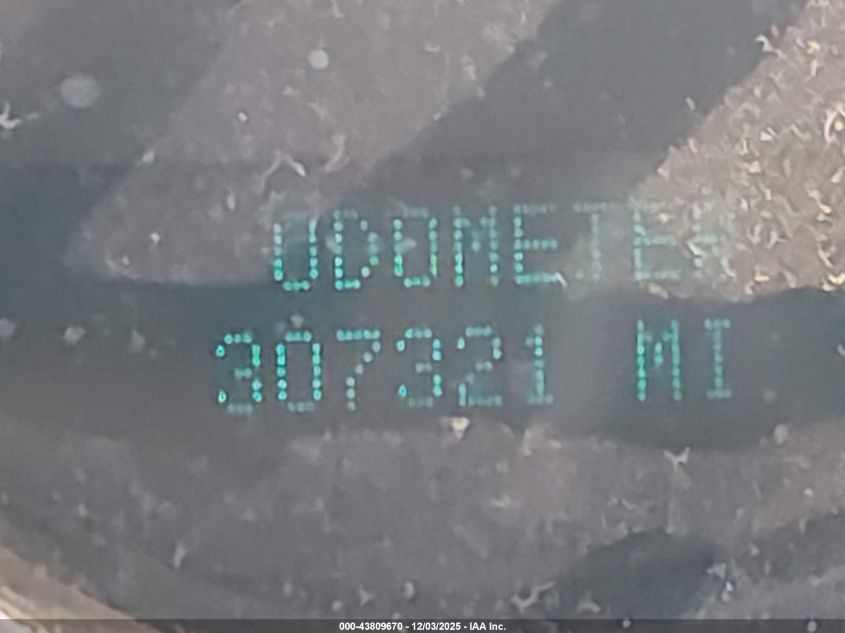 ODOMETER
307321 MI
000-43809670 - 12/03/2025 - IAA Inc.